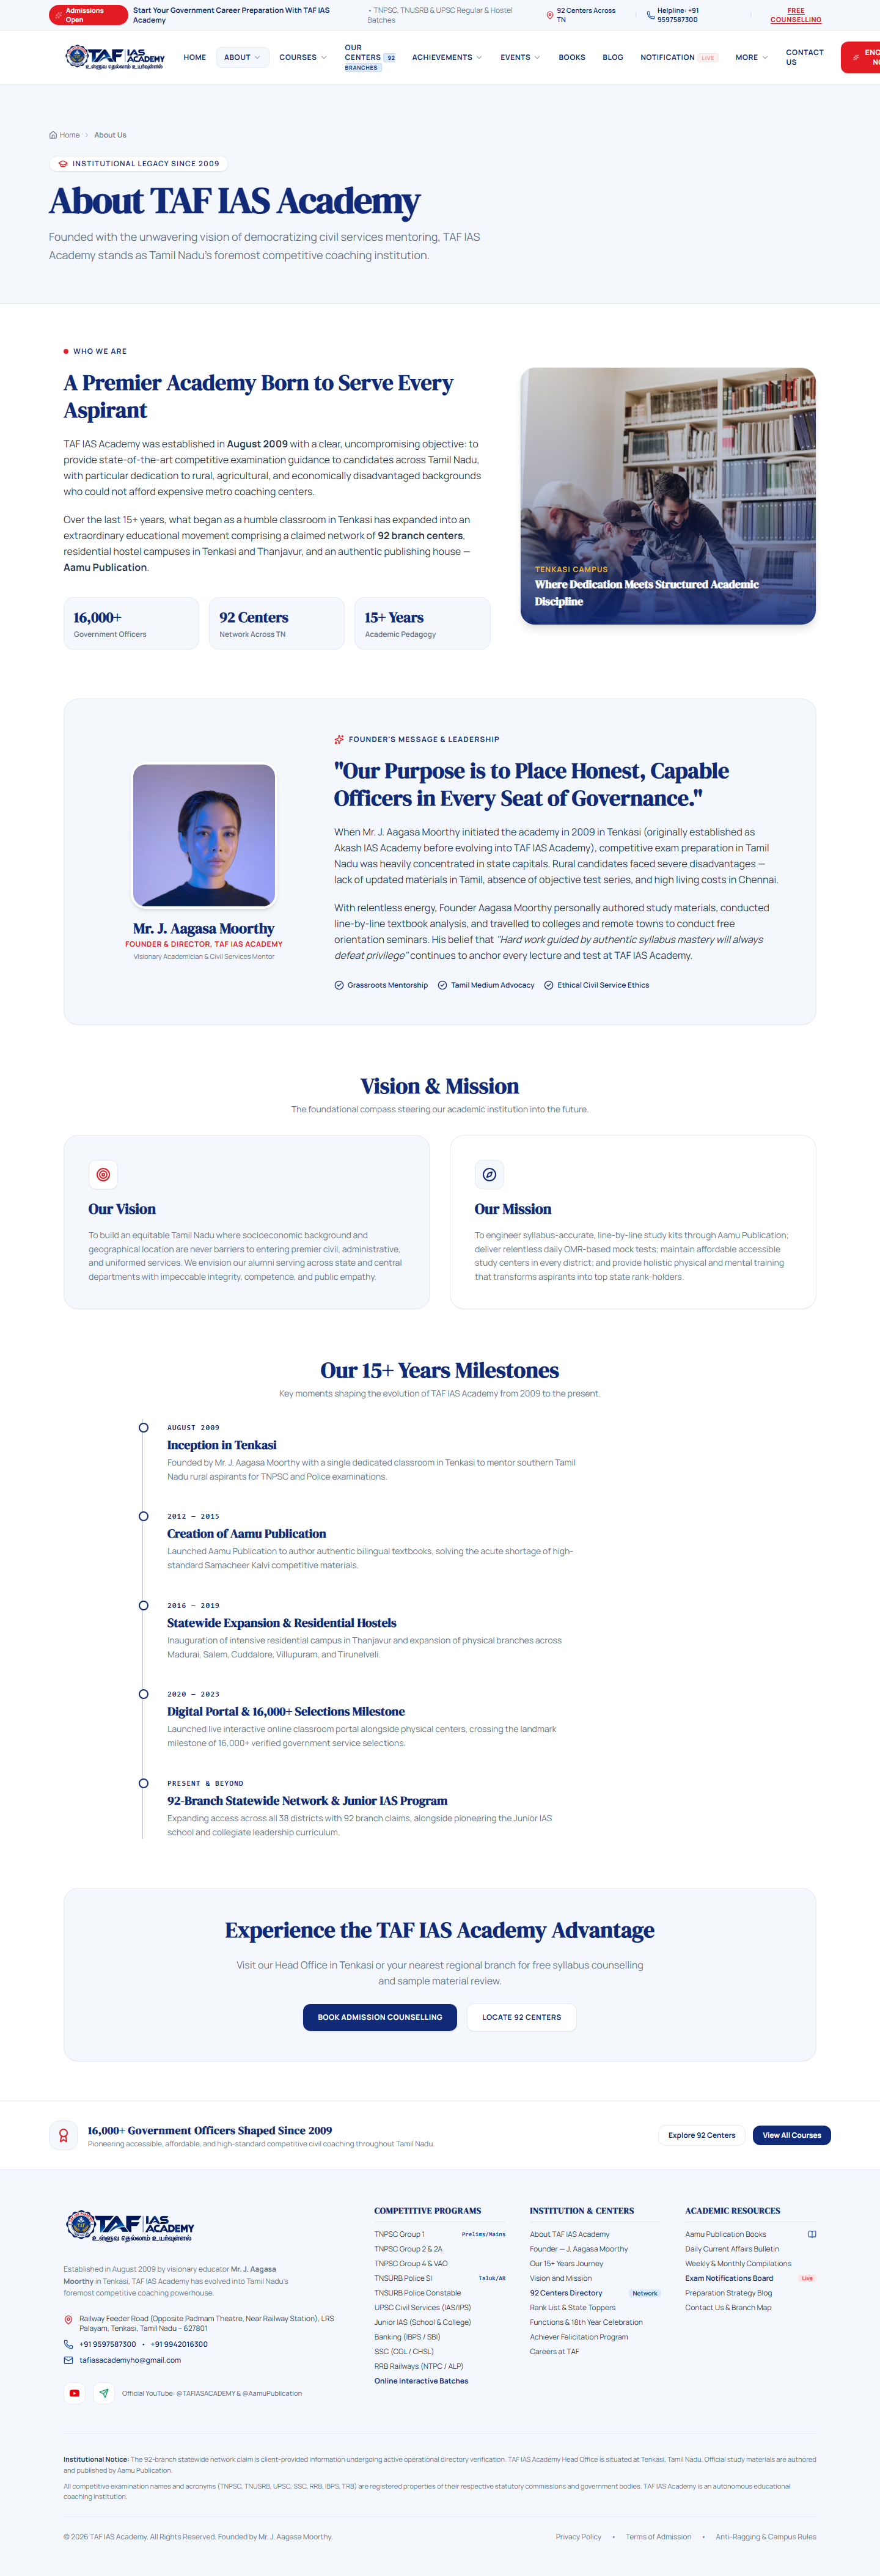 Admissions Open
Start Your Government Career Preparation With TAF IAS Academy
• TNPSC, TNUSRB & UPSC Regular & Hostel Batches
92 Centers Across TN
Helpline: +91 9597587300
FREE COUNSELLING
TAF IAS ACADEMY
உள்ளுவ தெல்லாம் உயர்வுள்ளல்
HOME
ABOUT
COURSES
OUR CENTERS 92 BRANCHES
ACHIEVEMENTS
EVENTS
BOOKS
BLOG
NOTIFICATION LIVE
MORE
CONTACT US
Home > About Us
INSTITUTIONAL LEGACY SINCE 2009
About TAF IAS Academy
Founded with the unwavering vision of democratizing civil services mentoring, TAF IAS
Academy stands as Tamil Nadu's foremost competitive coaching institution.
WHO WE ARE
A Premier Academy Born to Serve Every
Aspirant
TAF IAS Academy was established in August 2009 with a clear, uncompromising objective: to
provide state-of-the-art competitive examination guidance to candidates across Tamil Nadu,
with particular dedication to rural, agricultural, and economically disadvantaged backgrounds
who could not afford expensive metro coaching centers.
Over the last 15+ years, what began as a humble classroom in Tenkasi has expanded into an
extraordinary educational movement comprising a claimed network of 92 branch centers,
residential hostel campuses in Tenkasi and Thanjavur, and an authentic publishing house —
Aamu Publication.
16,000+
Government Officers
92 Centers
Network Across TN
15+ Years
Academic Pedagogy
TENKASI CAMPUS
Where Dedication Meets Structured Academic
Discipline
FOUNDER'S MESSAGE & LEADERSHIP
"Our Purpose is to Place Honest, Capable
Officers in Every Seat of Governance."
When Mr. J. Aagasa Moorthy initiated the academy in 2009 in Tenkasi (originally established as
Akash IAS Academy before evolving into TAF IAS Academy), competitive exam preparation in Tamil
Nadu was heavily concentrated in state capitals. Rural candidates faced severe disadvantages —
lack of updated materials in Tamil, absence of objective test series, and high living costs in Chennai.
With relentless energy, Founder Aagasa Moorthy personally authored study materials, conducted
line-by-line textbook analysis, and travelled to colleges and remote towns to conduct free
orientation seminars. His belief that "Hard work guided by authentic syllabus mastery will always
defeat privilege" continues to anchor every lecture and test at TAF IAS Academy.
Grassroots Mentorship
Tamil Medium Advocacy
Ethical Civil Service Ethics
Mr. J. Aagasa Moorthy
FOUNDER & DIRECTOR, TAF IAS ACADEMY
Visionary Academician & Civil Services Mentor
Vision & Mission
The foundational compass steering our academic institution into the future.
Our Vision
To build an equitable Tamil Nadu where socioeconomic background and
geographical location are never barriers to entering premier civil, administrative,
and uniformed services. We envision our alumni serving across state and central
departments with impeccable integrity, competence, and public empathy.
Our Mission
To engineer syllabus-accurate, line-by-line study kits through Aamu Publication;
deliver relentless daily OMR-based mock tests; maintain affordable accessible
study centers in every district; and provide holistic physical and mental training
that transforms aspirants into top state rank-holders.
Our 15+ Years Milestones
Key moments shaping the evolution of TAF IAS Academy from 2009 to the present.
AUGUST 2009
Inception in Tenkasi
Founded by Mr. J. Aagasa Moorthy with a single dedicated classroom in Tenkasi to mentor southern Tamil
Nadu rural aspirants for TNPSC and Police examinations.
2012 – 2015
Creation of Aamu Publication
Launched Aamu Publication to author authentic bilingual textbooks, solving the acute shortage of high-
standard Samacheer Kalvi competitive materials.
2016 – 2019
Statewide Expansion & Residential Hostels
Inauguration of intensive residential campus in Thanjavur and expansion of physical branches across
Madurai, Salem, Cuddalore, Villupuram, and Tirunelveli.
2020 – 2023
Digital Portal & 16,000+ Selections Milestone
Launched live interactive online classroom portal alongside physical centers, crossing the landmark
milestone of 16,000+ verified government service selections.
PRESENT & BEYOND
92-Branch Statewide Network & Junior IAS Program
Expanding access across all 38 districts with 92 branch claims, alongside pioneering the Junior IAS
school and collegiate leadership curriculum.
Experience the TAF IAS Academy Advantage
Visit our Head Office in Tenkasi or your nearest regional branch for free syllabus counselling
and sample material review.
BOOK ADMISSION COUNSELLING
LOCATE 92 CENTERS
16,000+ Government Officers Shaped Since 2009
Pioneering accessible, affordable, and high-standard competitive civil coaching throughout Tamil Nadu.
Explore 92 Centers
View All Courses
TAF IAS ACADEMY
உள்ளுவ தெல்லாம் உயர்வுள்ளல்
Established in August 2009 by visionary educator Mr. J. Aagasa
Moorthy in Tenkasi, TAF IAS Academy has evolved into Tamil Nadu's
foremost competitive coaching powerhouse.
Railway Feeder Road (Opposite Padmam Theatre, Near Railway Station), LRS
Palayam, Tenkasi, Tamil Nadu – 627801
+91 9597587300 • +91 9942016300
tafiasacademyho@gmail.com
Official YouTube: @TAFIASACADEMY & @AamuPublication
COMPETITIVE PROGRAMS
TNPSC Group 1 Prelims/Mains
TNPSC Group 2 & 2A
TNPSC Group 4 & VAO
TNSURB Police SI Taluk/AR
TNSURB Police Constable
UPSC Civil Services (IAS/IPS)
Junior IAS (School & College)
Banking (IBPS / SBI)
SSC (CGL / CHSL)
RRB Railways (NTPC / ALP)
Online Interactive Batches
INSTITUTION & CENTERS
About TAF IAS Academy
Founder — J. Aagasa Moorthy
Our 15+ Years Journey
Vision and Mission
92 Centers Directory Network
Rank List & State Toppers
Functions & 18th Year Celebration
Achiever Felicitation Program
Careers at TAF
ACADEMIC RESOURCES
Aamu Publication Books
Daily Current Affairs Bulletin
Weekly & Monthly Compilations
Exam Notifications Board Live
Preparation Strategy Blog
Contact Us & Branch Map
Institutional Notice: The 92-branch statewide network claim is client-provided information undergoing active operational directory verification. TAF IAS Academy Head Office is situated at Tenkasi, Tamil Nadu. Official study materials are authored
and published by Aamu Publication.
All competitive examination names and acronyms (TNPSC, TNUSRB, UPSC, SSC, RRB, IBPS, TRB) are registered properties of their respective statutory commissions and government bodies. TAF IAS Academy is an autonomous educational
coaching institution.
© 2026 TAF IAS Academy. All Rights Reserved. Founded by Mr. J. Aagasa Moorthy.
Privacy Policy • Terms of Admission • Anti-Ragging & Campus Rules